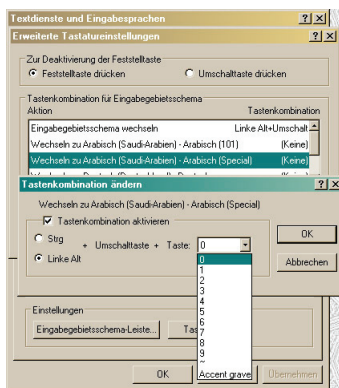 Textdienste und Eingabesprachen
Erweiterte Tastatureinstellungen
Zur Deaktivierung der Feststelltaste
Feststelltaste drücken
Umschalttaste drücken
Tastenkombination für Eingabegebietsschema
Aktion Tastenkombination
Eingabegebietsschema wechseln Linke Alt+Umschalt
Wechseln zu Arabisch (Saudi-Arabien) - Arabisch (101) (Keine)
Wechseln zu Arabisch (Saudi-Arabien) - Arabisch (Special) (Keine)
Tastenkombination ändern
Wechseln zu Arabisch (Saudi-Arabien) - Arabisch (Special)
Tastenkombination aktivieren
Strg
+ Umschalttaste + Taste: 0
Linke Alt
OK
Abbrechen
0
1
2
3
4
5
6
7
8
9
~
Accent grave
Einstellungen
Eingabegebietsschema-Leiste...
OK
Übernehmen